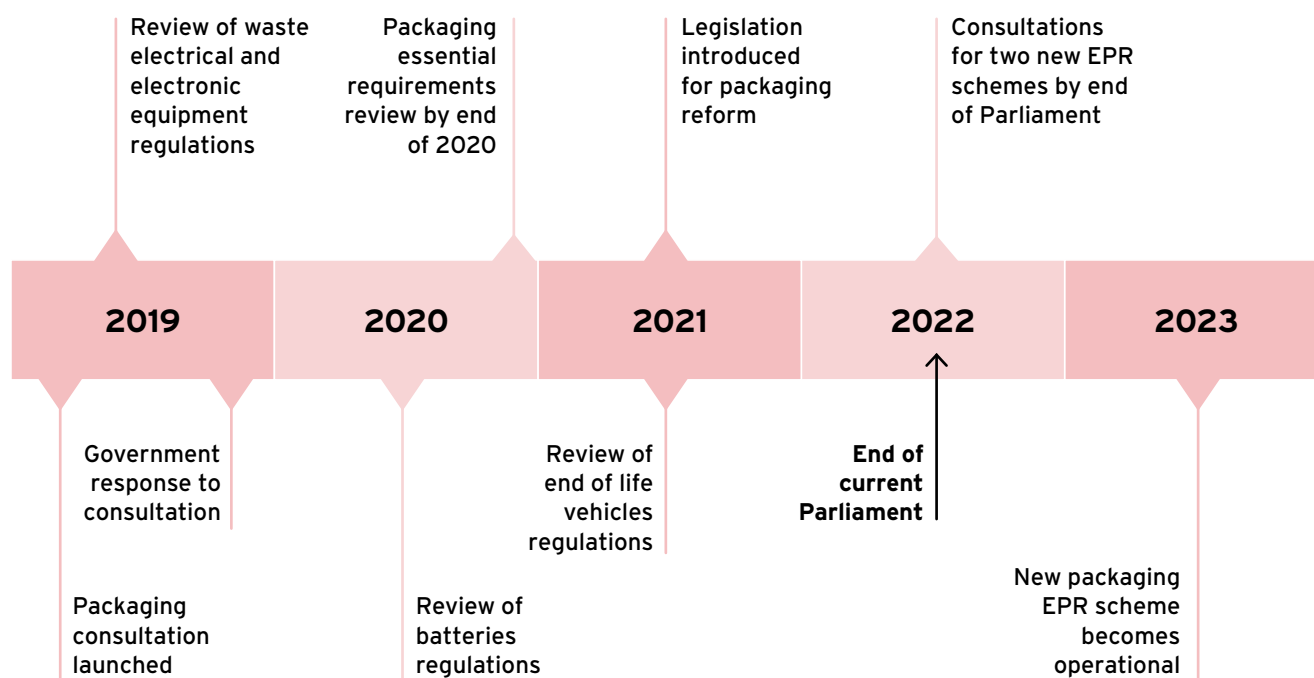 Review of waste
electrical and
electronic
equipment
regulations
Packaging
essential
requirements
review by end
of 2020
Legislation
introduced
for packaging
reform
Consultations
for two new EPR
schemes by end
of Parliament
2019
2020
2021
2022
2023
Government
response to
consultation
Review of
end of life
vehicles
regulations
End of
current
Parliament
Packaging
consultation
launched
Review of
batteries
regulations
New packaging
EPR scheme
becomes
operational